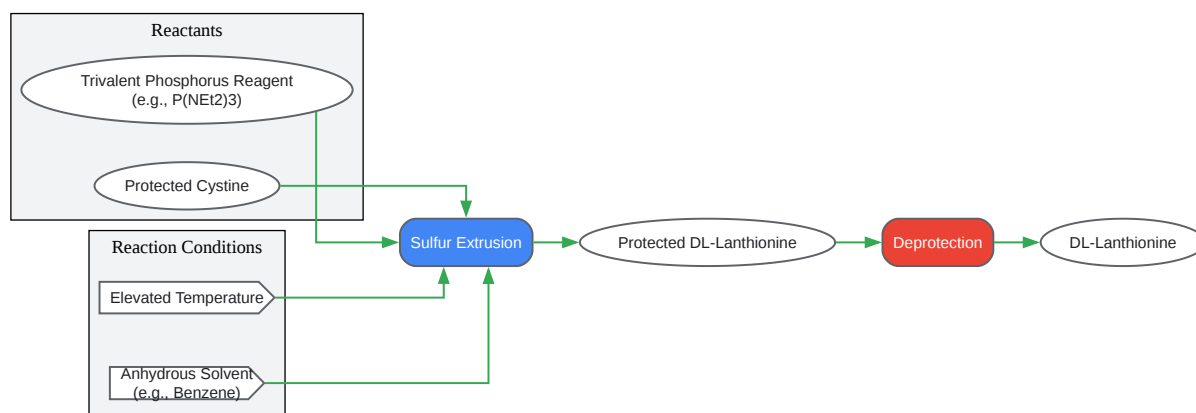 Reactants
Trivalent Phosphorus Reagent
(e.g., P(NEt2)3)
Protected Cystine
Reaction Conditions
Elevated Temperature
Anhydrous Solvent
(e.g., Benzene)
Sulfur Extrusion
Protected DL-Lanthionine
Deprotection
DL-Lanthionine